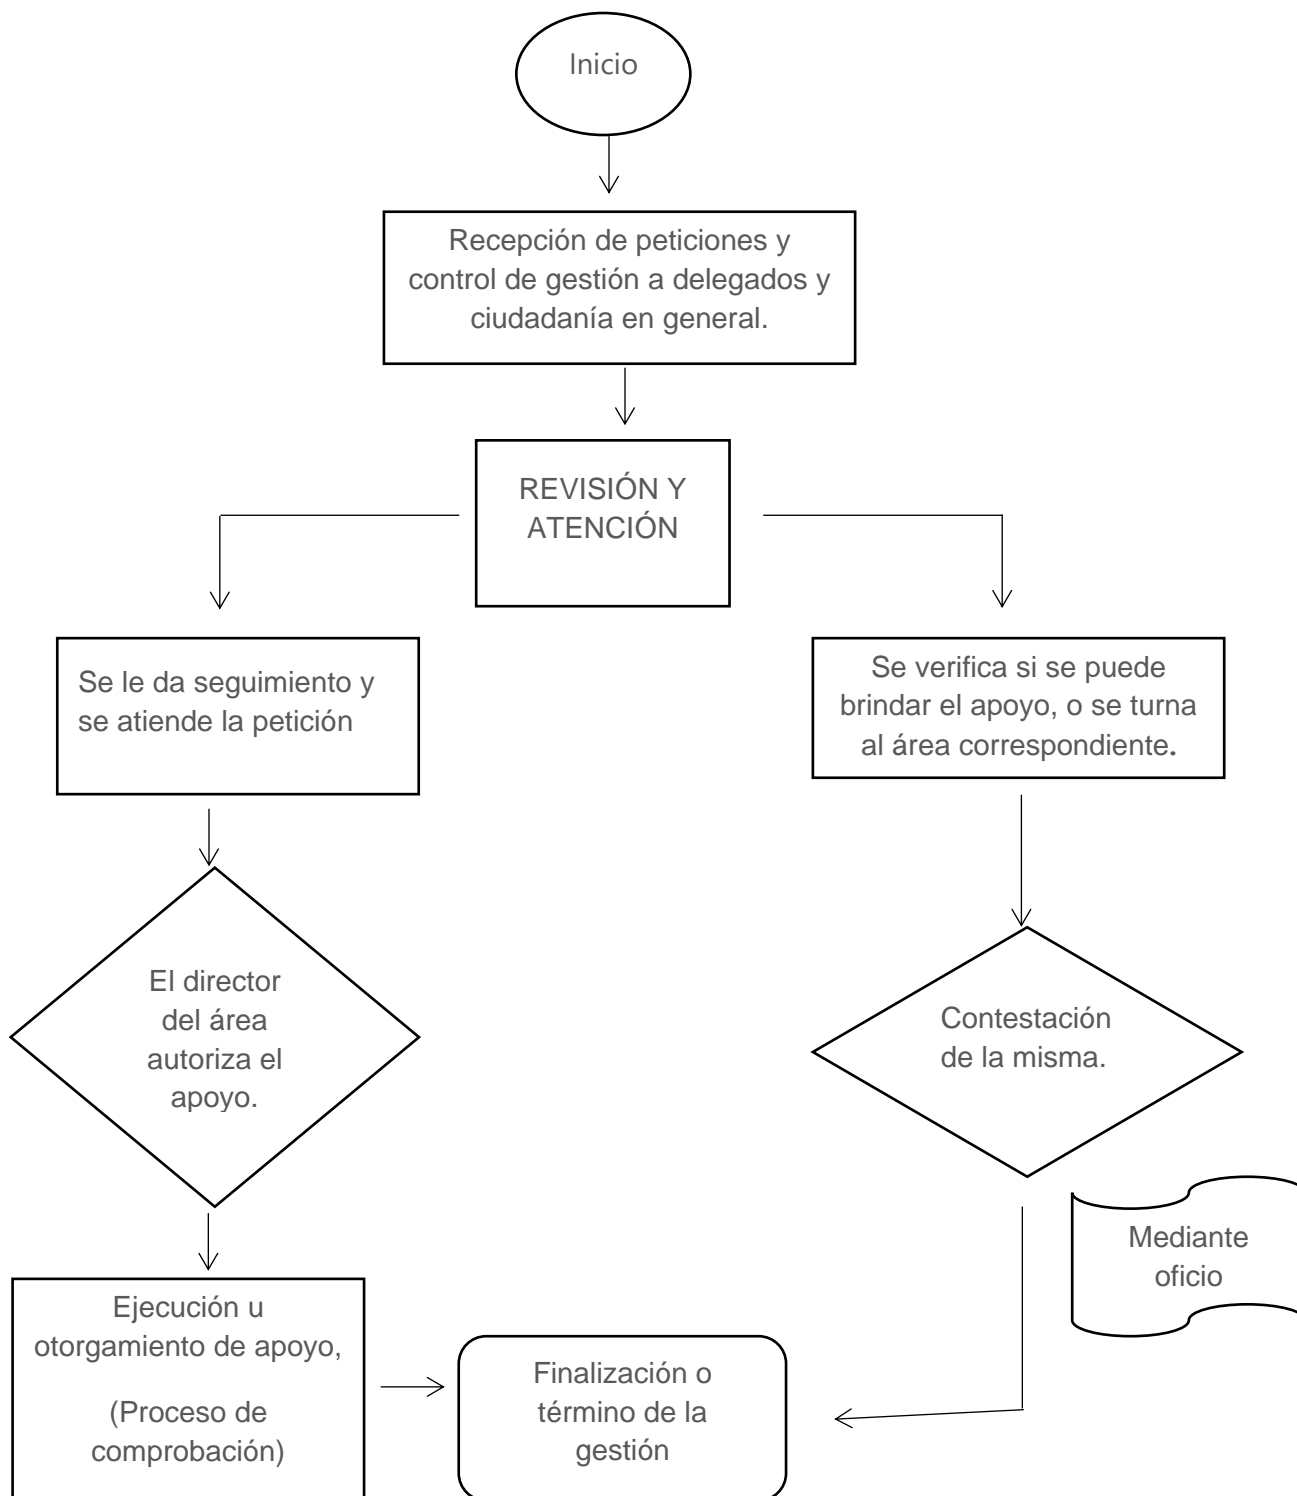 Inicio
Recepción de peticiones y
control de gestión a delegados y
ciudadanía en general.
REVISIÓN Y
ATENCIÓN
Se le da seguimiento y
se atiende la petición
Se verifica si se puede
brindar el apoyo, o se turna
al área correspondiente.
El director
del área
autoriza el
apoyo.
Contestación
de la misma.
Mediante
oficio
Ejecución u
otorgamiento de apoyo,
(Proceso de
comprobación)
Finalización o
término de la
gestión